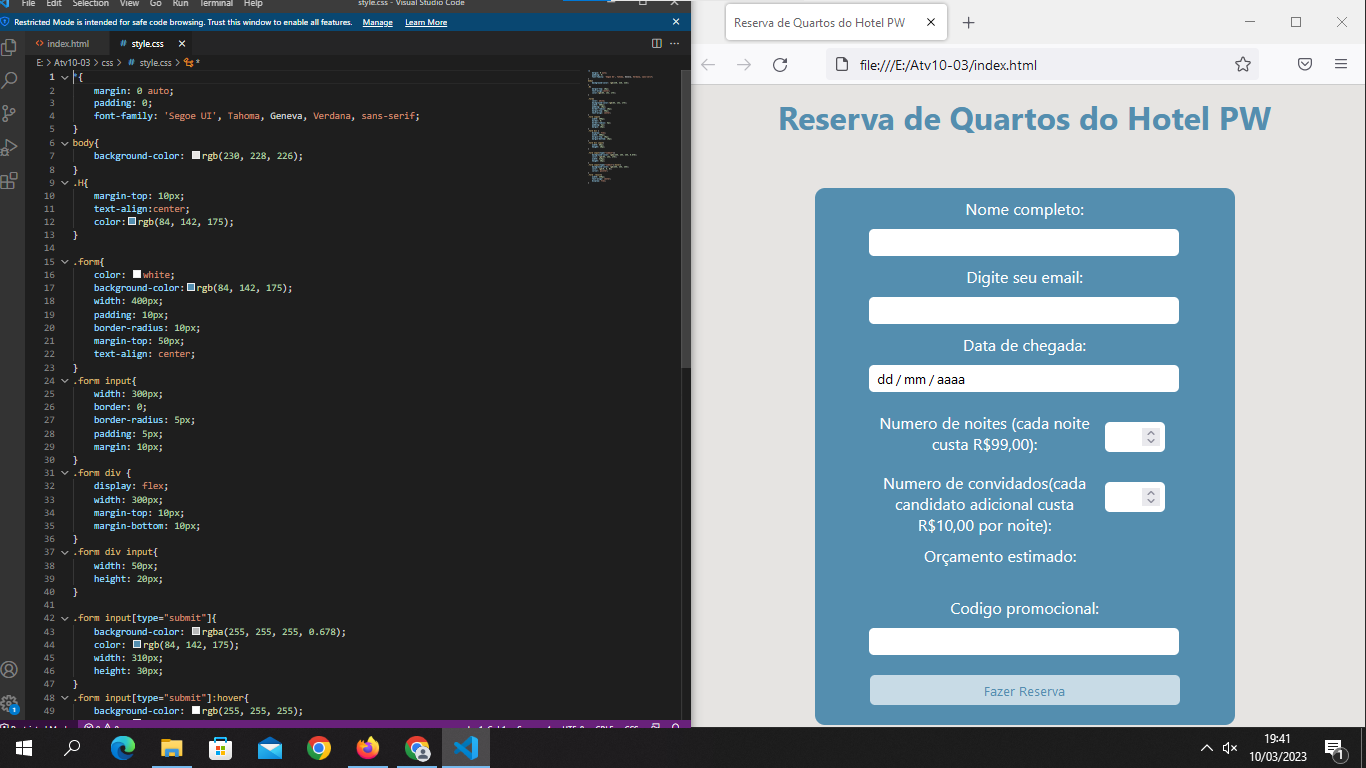 File Edit Selection View Go Run Terminal Help style.css - Visual Studio Code
Restricted Mode is intended for safe code browsing. Trust this window to enable all features. Manage Learn More
index.html style.css
E: > Atv10-03 > css > # style.css > *
1 *{
2 margin: 0 auto;
3 padding: 0;
4 font-family: 'Segoe UI', Tahoma, Geneva, Verdana, sans-serif;
5 }
6 body{
7 background-color: rgb(230, 228, 226);
8 }
9 .H{
10 margin-top: 10px;
11 text-align:center;
12 color: rgb(84, 142, 175);
13 }
14
15 .form{
16 color: white;
17 background-color: rgb(84, 142, 175);
18 width: 400px;
19 padding: 10px;
20 border-radius: 10px;
21 margin-top: 50px;
22 text-align: center;
23 }
24 .form input{
25 width: 300px;
26 border: 0;
27 border-radius: 5px;
28 padding: 5px;
29 margin: 10px;
30 }
31 .form div {
32 display: flex;
33 width: 300px;
34 margin-top: 10px;
35 margin-bottom: 10px;
36 }
37 .form div input{
38 width: 50px;
39 height: 20px;
40 }
41
42 .form input[type="submit"]{
43 background-color: rgba(255, 255, 255, 0.678);
44 color: rgb(84, 142, 175);
45 width: 310px;
46 height: 30px;
47 }
48 .form input[type="submit"]:hover{
49 background-color: rgb(255, 255, 255);
Reserva de Quartos do Hotel PW
file:///E:/Atv10-03/index.html
Reserva de Quartos do Hotel PW
Nome completo:
Digite seu email:
Data de chegada:
dd / mm / aaaa
Numero de noites (cada noite
custa R$99,00):
Numero de convidados(cada
candidato adicional custa
R$10,00 por noite):
Orçamento estimado:
Codigo promocional:
Fazer Reserva
19:41
10/03/2023
1